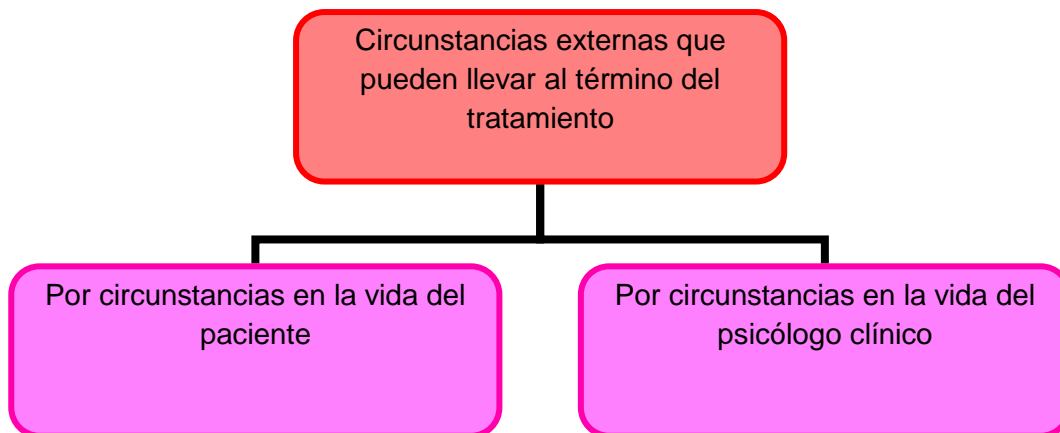 Circunstancias externas que
pueden llevar al término del
tratamiento
Por circunstancias en la vida del
paciente
Por circunstancias en la vida del
psicólogo clínico